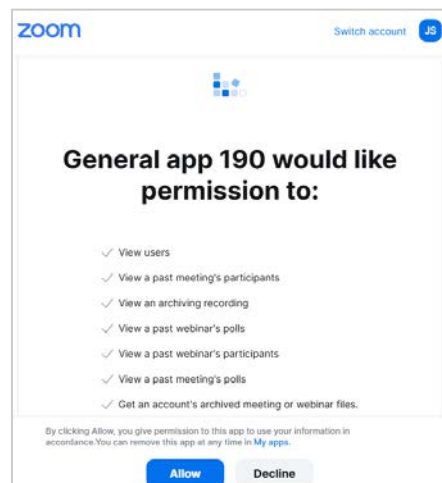 zoom
Switch account
JS
General app 190 would like
permission to:
View users
View a past meeting's participants
View an archiving recording
View a past webinar's polls
View a past webinar's participants
View a past meeting's polls
Get an account's archived meeting or webinar files.
By clicking Allow, you give permission to this app to use your information in
accordance.You can remove this app at any time in My apps.
Allow
Decline